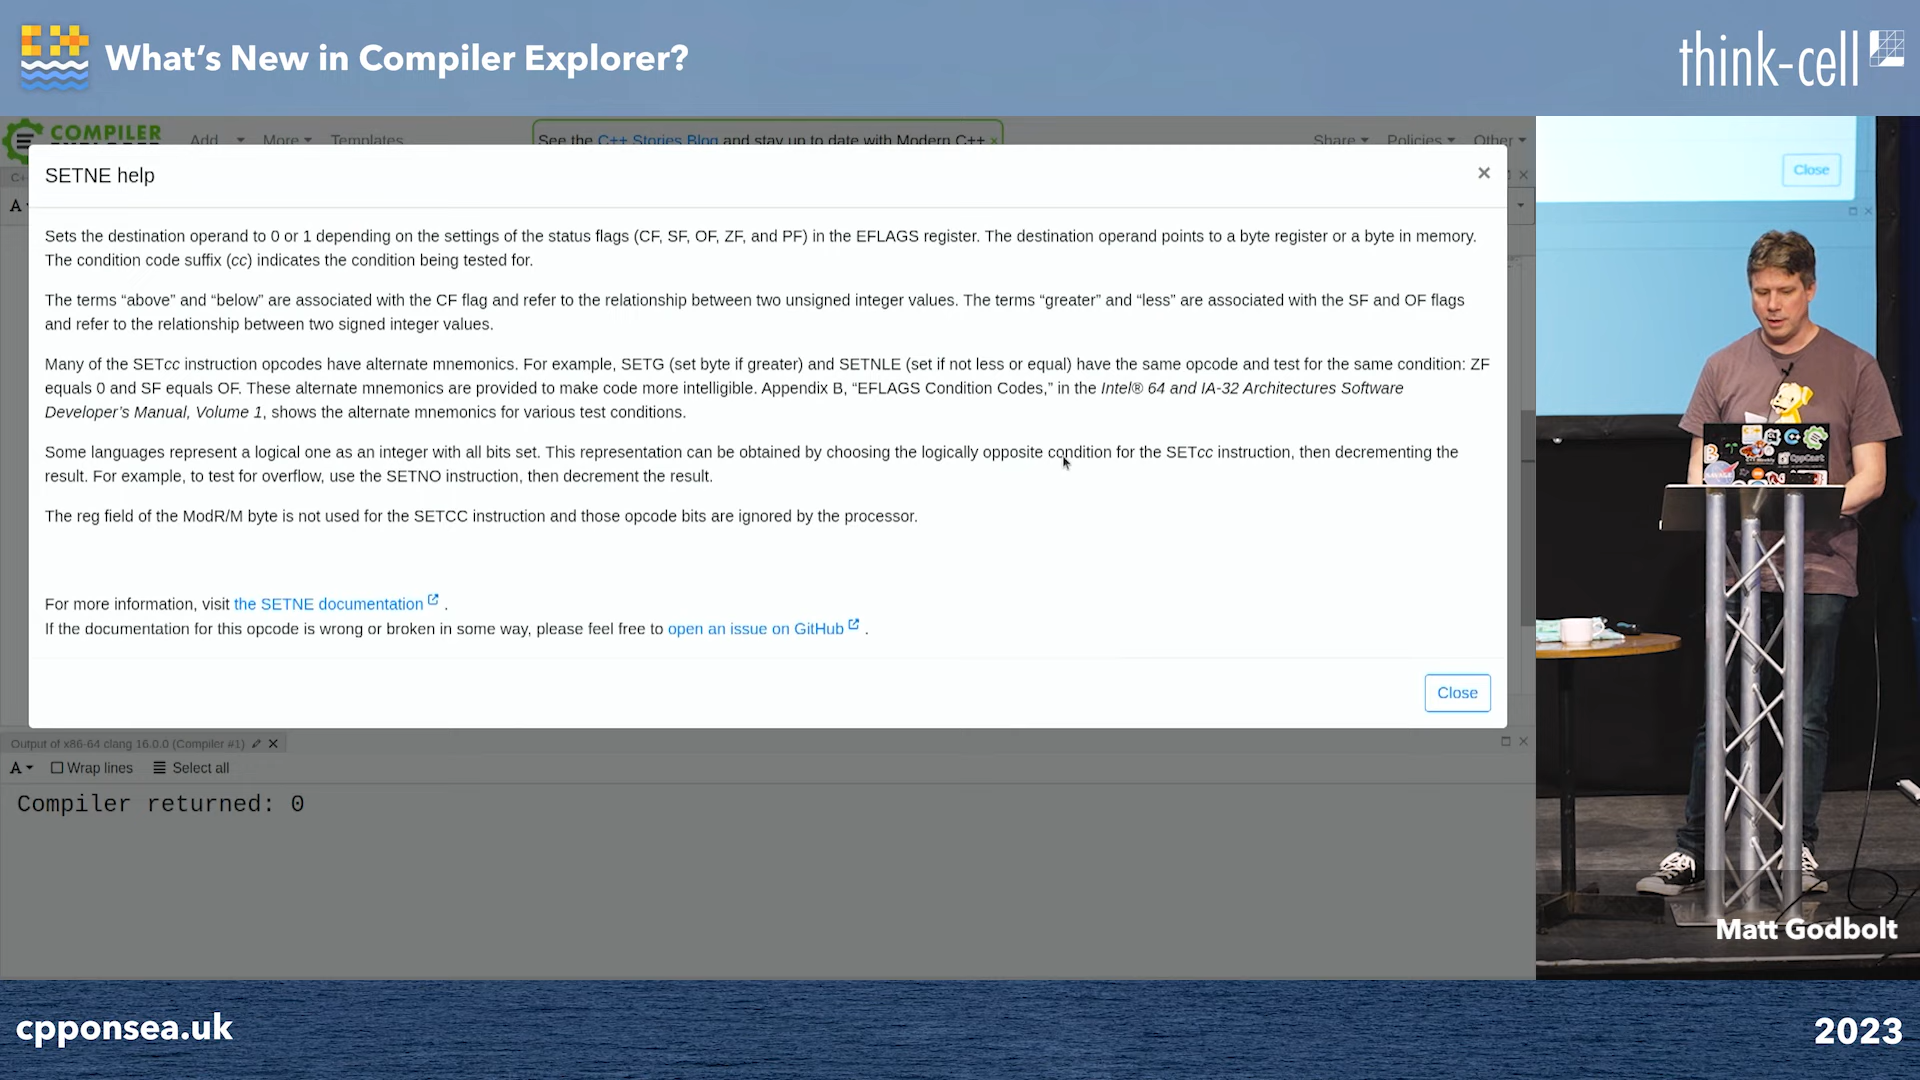 What's New in Compiler Explorer?
think-cell
COMPILER
Add
More
Templates
See the C++ Stories Blog and stay up to date with Modern C++
Share
Policies
Other
SETNE help
×
Sets the destination operand to 0 or 1 depending on the settings of the status flags (CF, SF, OF, ZF, and PF) in the EFLAGS register. The destination operand points to a byte register or a byte in memory.
The condition code suffix (cc) indicates the condition being tested for.
The terms “above” and “below” are associated with the CF flag and refer to the relationship between two unsigned integer values. The terms “greater” and “less” are associated with the SF and OF flags
and refer to the relationship between two signed integer values.
Many of the SETcc instruction opcodes have alternate mnemonics. For example, SETG (set byte if greater) and SETNLE (set if not less or equal) have the same opcode and test for the same condition: ZF
equals 0 and SF equals OF. These alternate mnemonics are provided to make code more intelligible. Appendix B, “EFLAGS Condition Codes,” in the Intel® 64 and IA-32 Architectures Software
Developer’s Manual, Volume 1, shows the alternate mnemonics for various test conditions.
Some languages represent a logical one as an integer with all bits set. This representation can be obtained by choosing the logically opposite condition for the SETcc instruction, then decrementing the
result. For example, to test for overflow, use the SETNO instruction, then decrement the result.
The reg field of the ModR/M byte is not used for the SETCC instruction and those opcode bits are ignored by the processor.
For more information, visit the SETNE documentation .
If the documentation for this opcode is wrong or broken in some way, please feel free to open an issue on GitHub .
Close
Output of x86-64 clang 16.0.0 (Compiler #1)
A
Wrap lines
Select all
Compiler returned: 0
Close
CppCast
Matt Godbolt
cpponsea.uk
2023